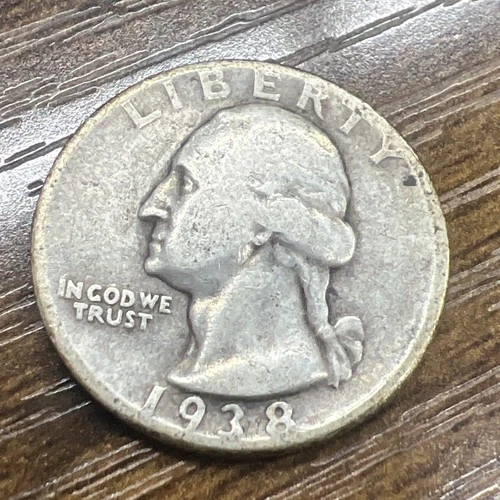 LIBERTY
IN GOD WE
TRUST
1938